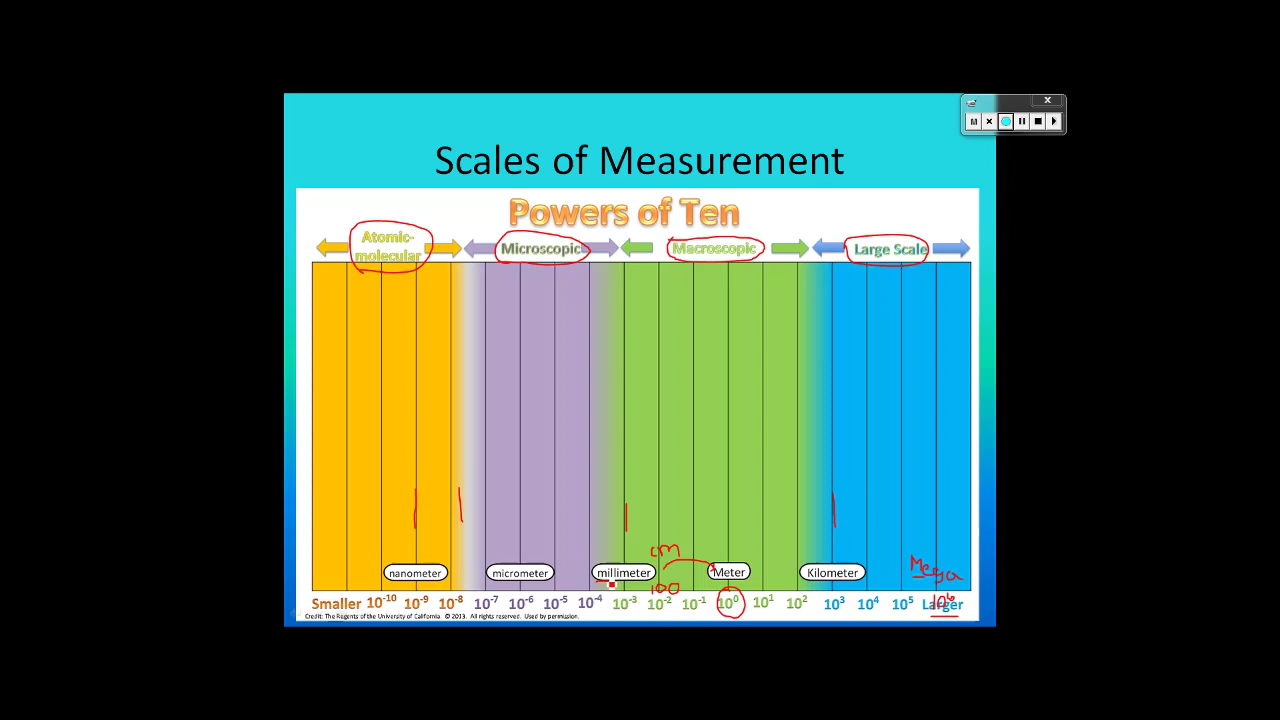 Scales of Measurement
Powers of Ten
Atomic-
molecular
Microscopic
Macroscopic
Large Scale
cm
nanometer micrometer millimeter Meter Kilometer Mega
100
Smaller 10⁻¹⁰ 10⁻⁹ 10⁻⁸ 10⁻⁷ 10⁻⁶ 10⁻⁵ 10⁻⁴ 10⁻³ 10⁻² 10⁻¹ 10⁰ 10¹ 10² 10³ 10⁴ 10⁵ Larger
10⁶
Credit: The Regents of the University of California. © 2013. All rights reserved. Used by permission.